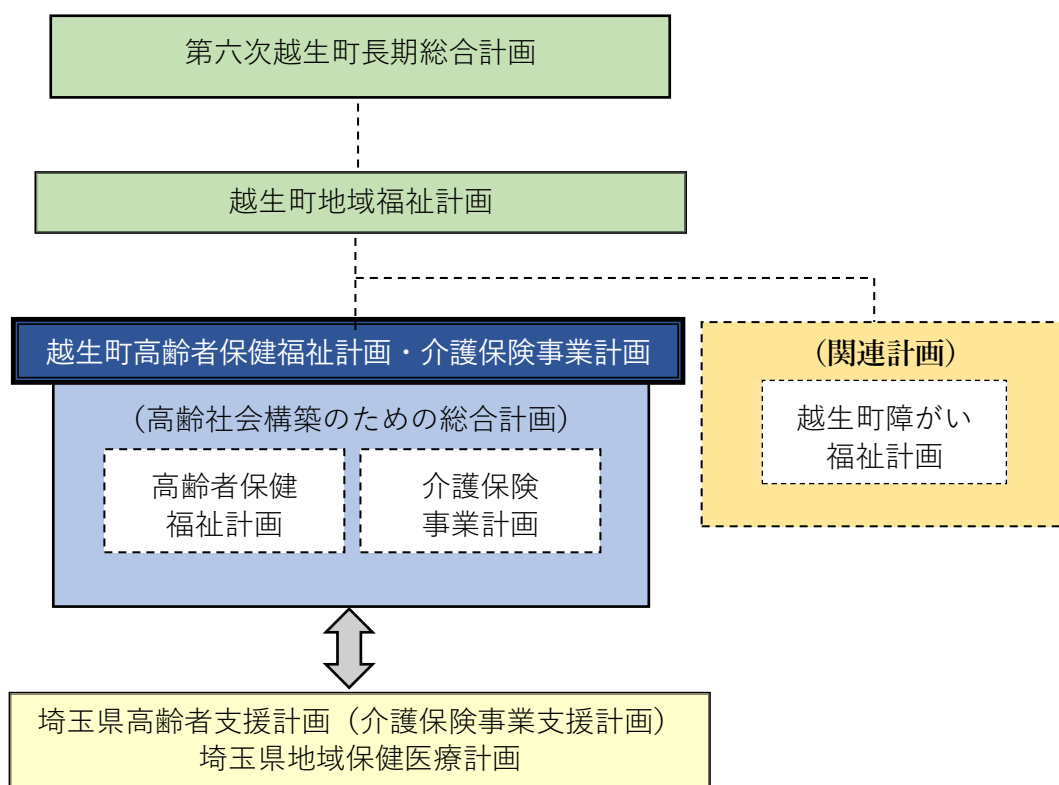 第六次越生町長期総合計画
越生町地域福祉計画
越生町高齢者保健福祉計画・介護保険事業計画
（高齢社会構築のための総合計画）
高齢者保健
福祉計画
介護保険
事業計画
（関連計画）
越生町障がい
福祉計画
埼玉県高齢者支援計画（介護保険事業支援計画）
埼玉県地域保健医療計画